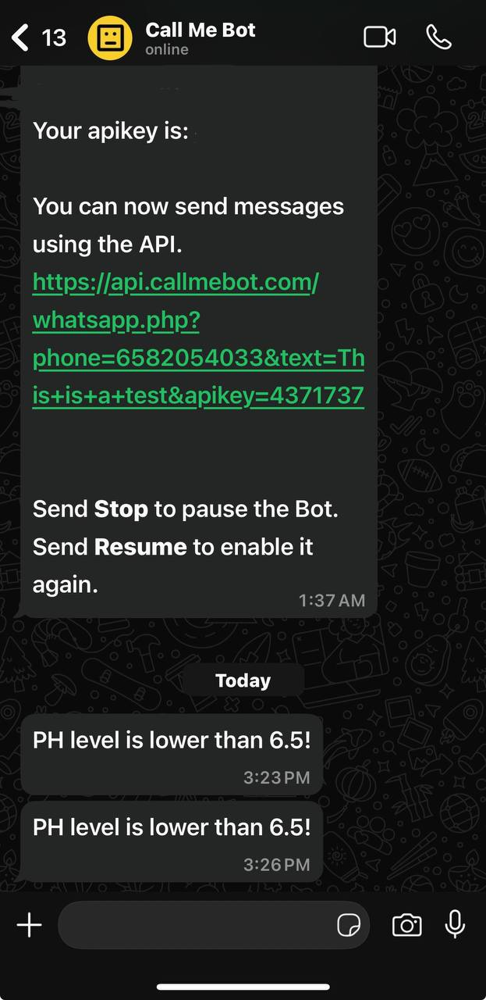 13
Call Me Bot
online
Your apikey is:
You can now send messages
using the API.
https://api.callmebot.com/
whatsapp.php?
phone=6582054033&text=Th
is+is+a+test&apikey=4371737
Send Stop to pause the Bot.
Send Resume to enable it
again.
1:37 AM
Today
PH level is lower than 6.5!
3:23 PM
PH level is lower than 6.5!
3:26 PM